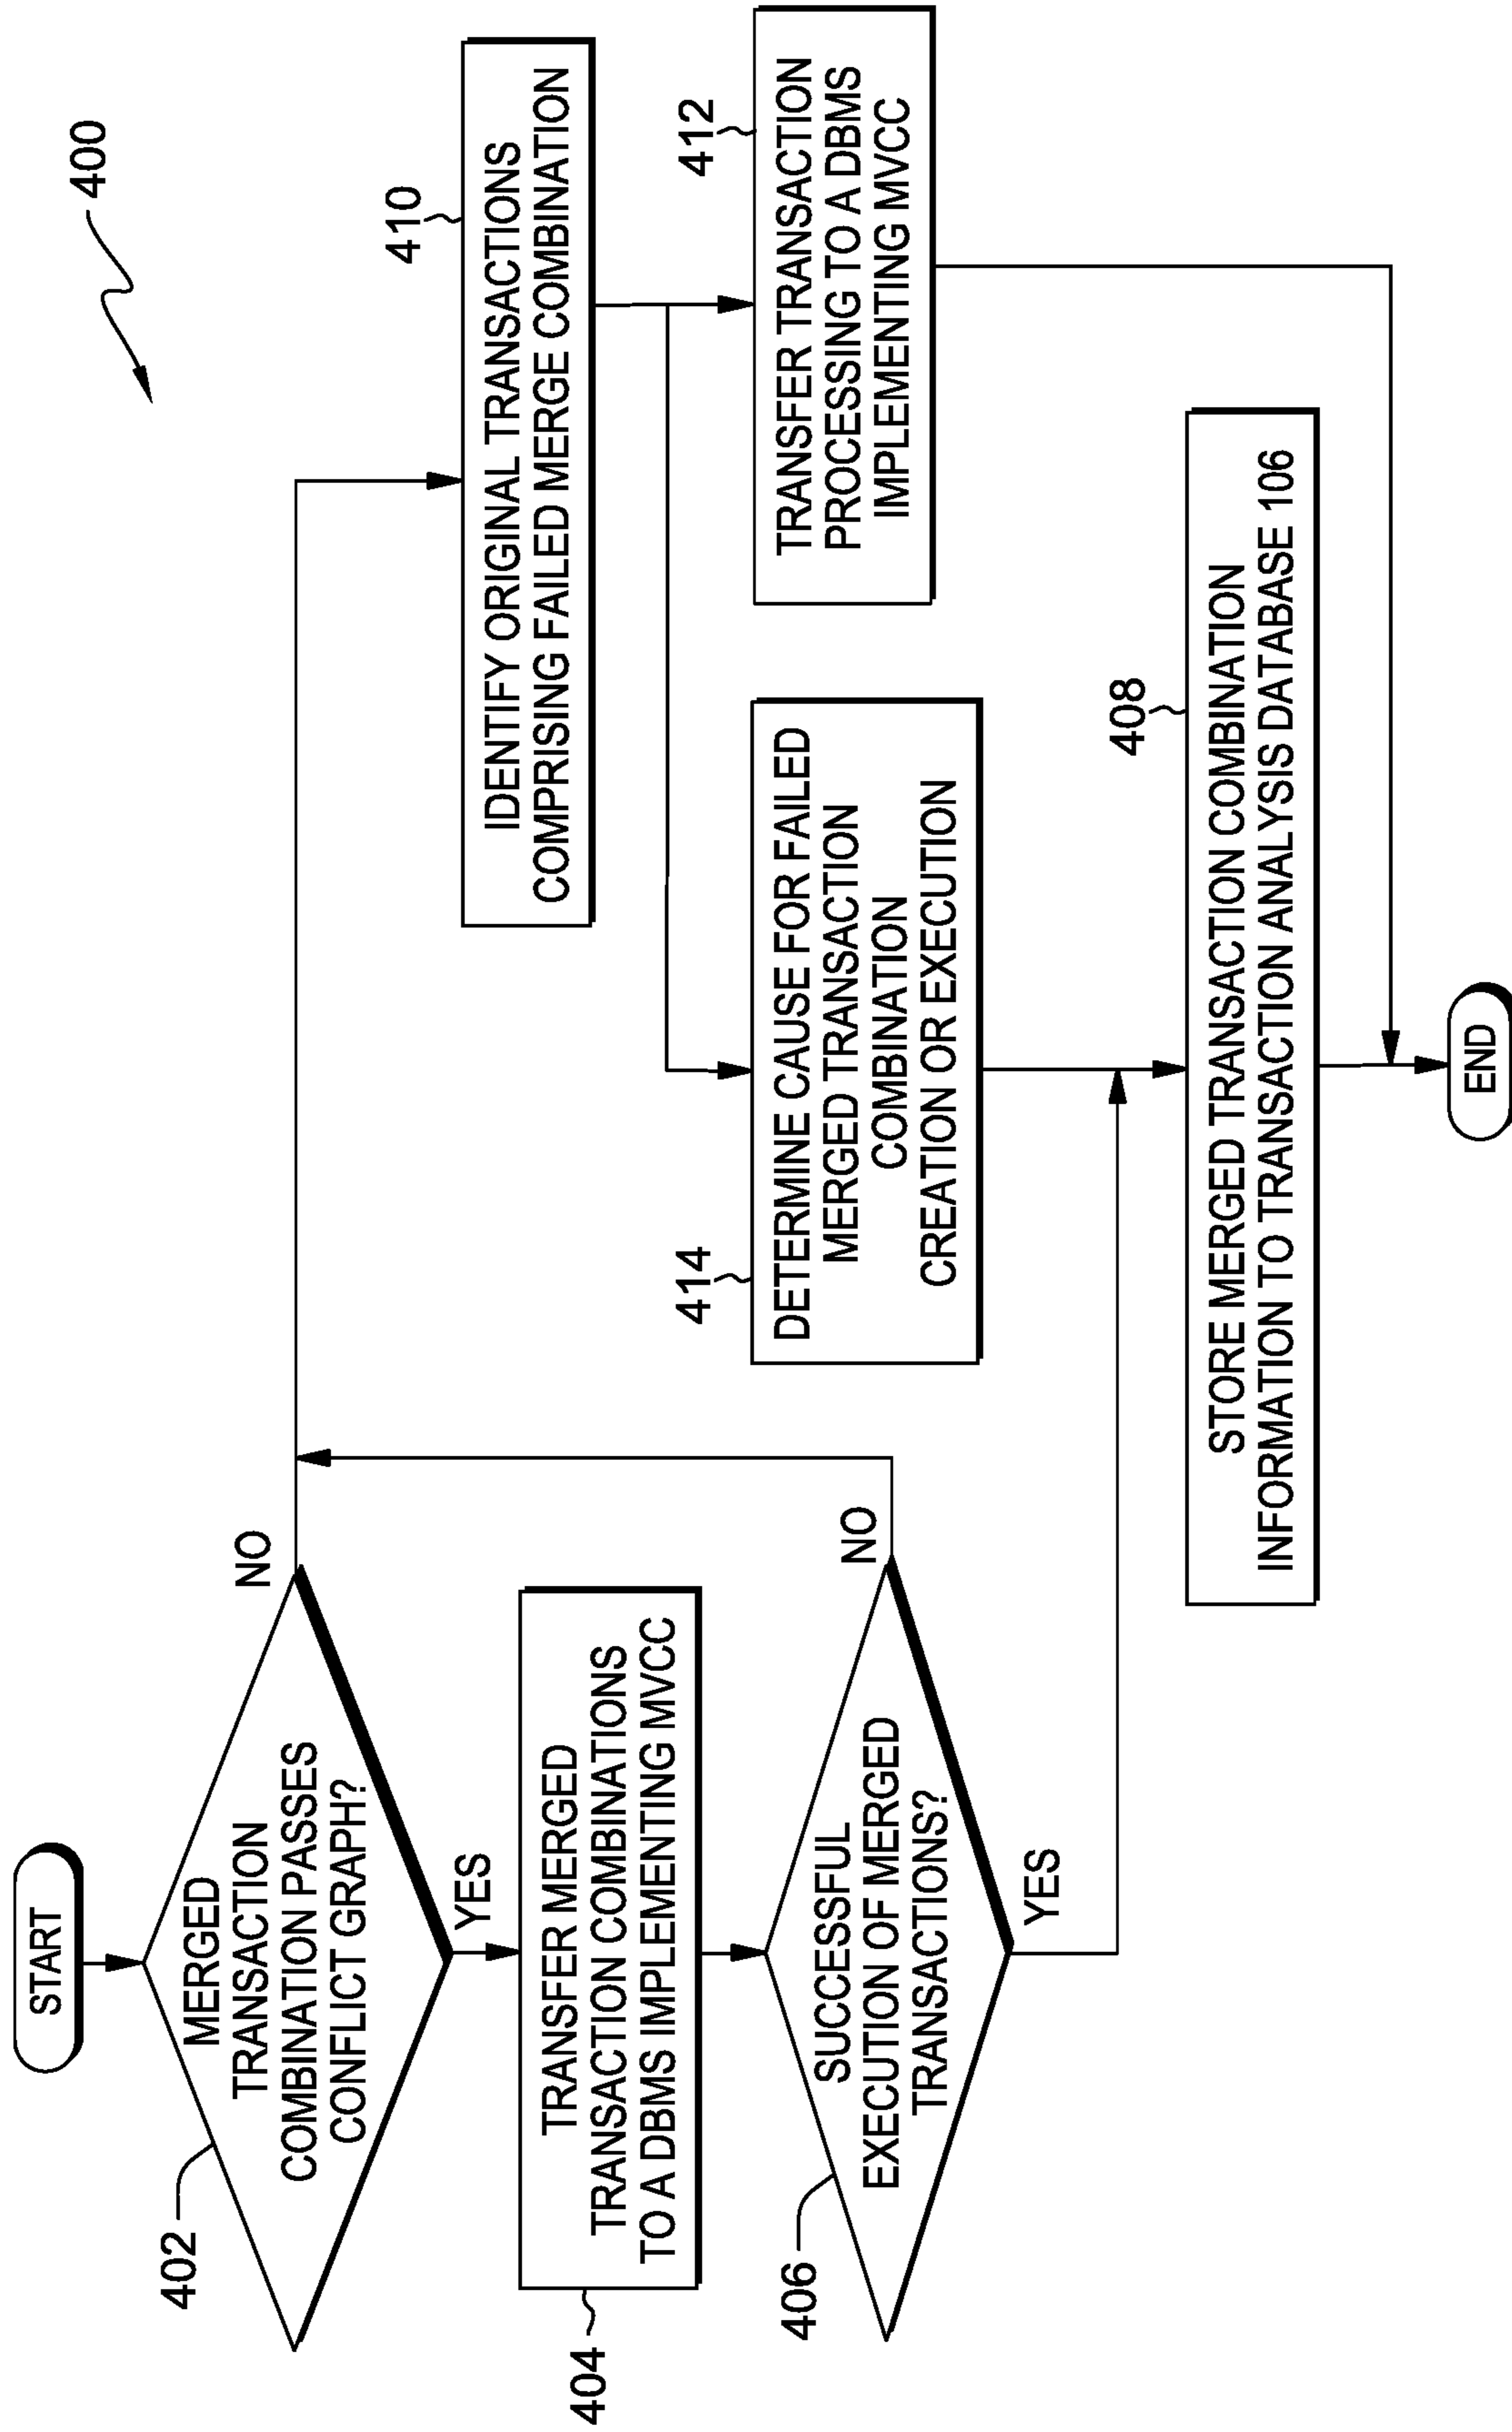 400
START
402
MERGED
TRANSACTION
COMBINATION PASSES
CONFLICT GRAPH?
NO
YES
404
TRANSFER MERGED
TRANSACTION COMBINATIONS
TO A DBMS IMPLEMENTING MVCC
406
SUCCESSFUL
EXECUTION OF MERGED
TRANSACTIONS?
NO
YES
410
IDENTIFY ORIGINAL TRANSACTIONS
COMPRISING FAILED MERGE COMBINATION
414
DETERMINE CAUSE FOR FAILED
MERGED TRANSACTION
COMBINATION
CREATION OR EXECUTION
412
TRANSFER TRANSACTION
PROCESSING TO A DBMS
IMPLEMENTING MVCC
408
STORE MERGED TRANSACTION COMBINATION
INFORMATION TO TRANSACTION ANALYSIS DATABASE 106
END